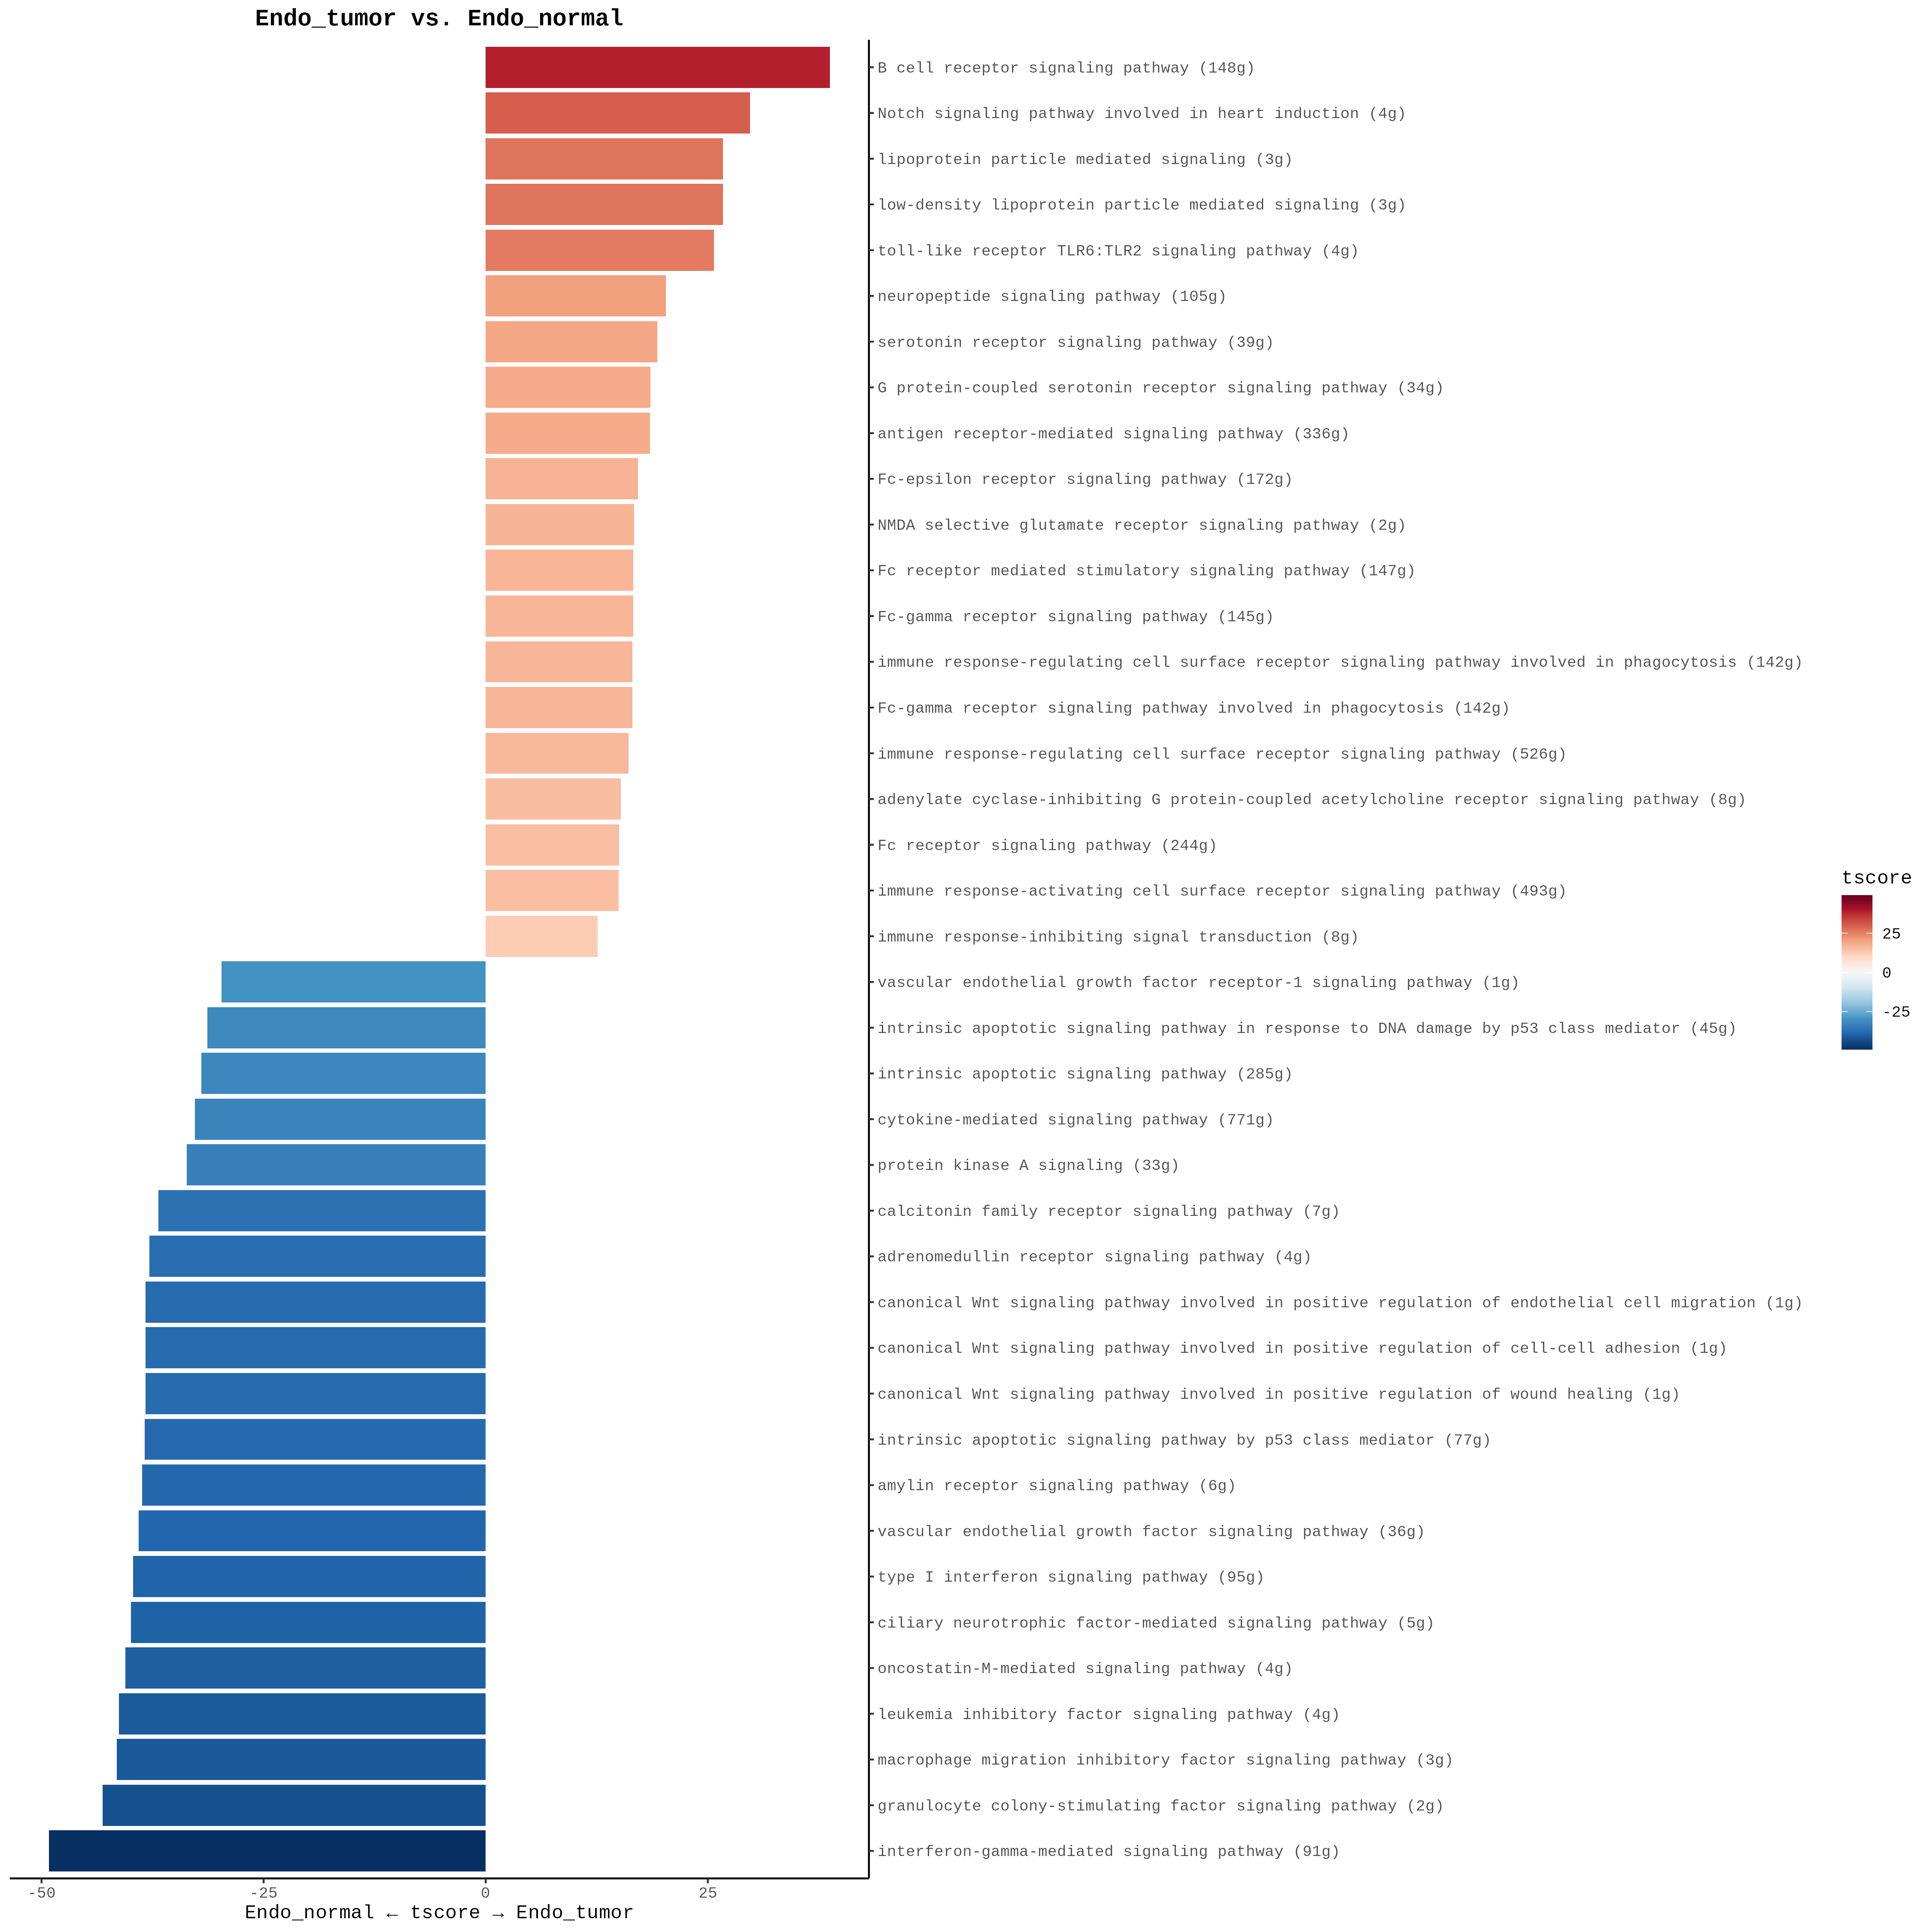 Endo_tumor vs. Endo_normal
B cell receptor signaling pathway (148g)
Notch signaling pathway involved in heart induction (4g)
lipoprotein particle mediated signaling (3g)
low-density lipoprotein particle mediated signaling (3g)
toll-like receptor TLR6:TLR2 signaling pathway (4g)
neuropeptide signaling pathway (105g)
serotonin receptor signaling pathway (39g)
G protein-coupled serotonin receptor signaling pathway (34g)
antigen receptor-mediated signaling pathway (336g)
Fc-epsilon receptor signaling pathway (172g)
NMDA selective glutamate receptor signaling pathway (2g)
Fc receptor mediated stimulatory signaling pathway (147g)
Fc-gamma receptor signaling pathway (145g)
immune response-regulating cell surface receptor signaling pathway involved in phagocytosis (142g)
Fc-gamma receptor signaling pathway involved in phagocytosis (142g)
immune response-regulating cell surface receptor signaling pathway (526g)
adenylate cyclase-inhibiting G protein-coupled acetylcholine receptor signaling pathway (8g)
Fc receptor signaling pathway (244g)
immune response-activating cell surface receptor signaling pathway (493g)
immune response-inhibiting signal transduction (8g)
vascular endothelial growth factor receptor-1 signaling pathway (1g)
intrinsic apoptotic signaling pathway in response to DNA damage by p53 class mediator (45g)
intrinsic apoptotic signaling pathway (285g)
cytokine-mediated signaling pathway (771g)
protein kinase A signaling (33g)
calcitonin family receptor signaling pathway (7g)
adrenomedullin receptor signaling pathway (4g)
canonical Wnt signaling pathway involved in positive regulation of endothelial cell migration (1g)
canonical Wnt signaling pathway involved in positive regulation of cell-cell adhesion (1g)
canonical Wnt signaling pathway involved in positive regulation of wound healing (1g)
intrinsic apoptotic signaling pathway by p53 class mediator (77g)
amylin receptor signaling pathway (6g)
vascular endothelial growth factor signaling pathway (36g)
type I interferon signaling pathway (95g)
ciliary neurotrophic factor-mediated signaling pathway (5g)
oncostatin-M-mediated signaling pathway (4g)
leukemia inhibitory factor signaling pathway (4g)
macrophage migration inhibitory factor signaling pathway (3g)
granulocyte colony-stimulating factor signaling pathway (2g)
interferon-gamma-mediated signaling pathway (91g)
-50 -25 0 25
Endo_normal ← tscore → Endo_tumor
tscore
25
0
-25